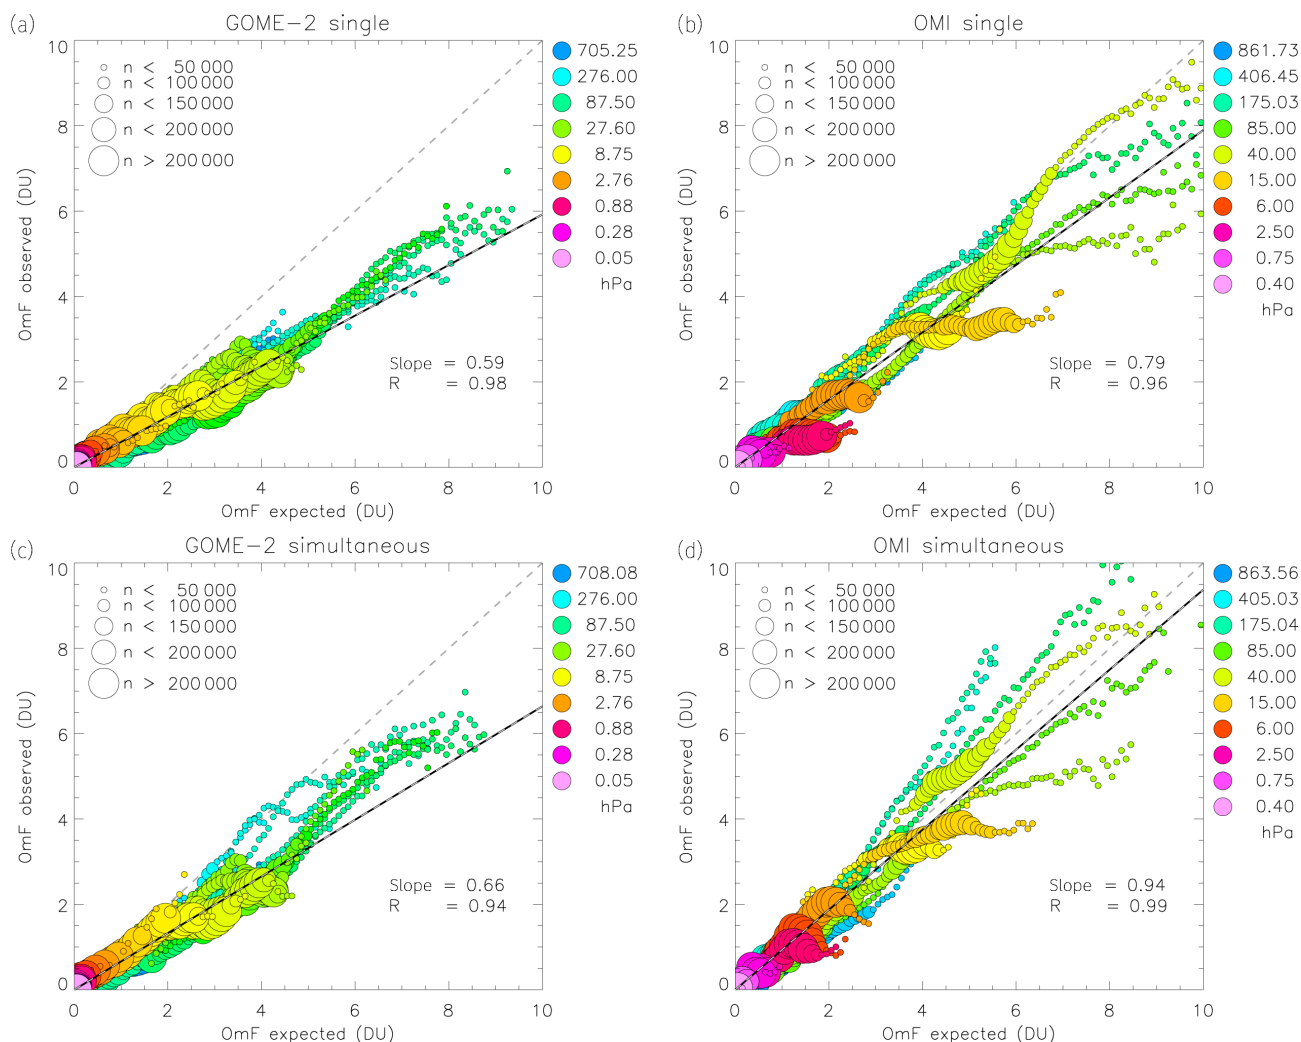 (a) GOME−2 single
10
8
6
4
2
0
0 2 4 6 8 10
OmF observed (DU)
OmF expected (DU)
n < 50 000
n < 100 000
n < 150 000
n < 200 000
n > 200 000
Slope = 0.59
R = 0.98
705.25
276.00
87.50
27.60
8.75
2.76
0.88
0.28
0.05
hPa
(b) OMI single
10
8
6
4
2
0
0 2 4 6 8 10
OmF observed (DU)
OmF expected (DU)
n < 50 000
n < 100 000
n < 150 000
n < 200 000
n > 200 000
Slope = 0.79
R = 0.96
861.73
406.45
175.03
85.00
40.00
15.00
6.00
2.50
0.75
0.40
hPa
(c) GOME−2 simultaneous
10
8
6
4
2
0
0 2 4 6 8 10
OmF observed (DU)
OmF expected (DU)
n < 50 000
n < 100 000
n < 150 000
n < 200 000
n > 200 000
Slope = 0.66
R = 0.94
708.08
276.00
87.50
27.60
8.75
2.76
0.88
0.28
0.05
hPa
(d) OMI simultaneous
10
8
6
4
2
0
0 2 4 6 8 10
OmF observed (DU)
OmF expected (DU)
n < 50 000
n < 100 000
n < 150 000
n < 200 000
n > 200 000
Slope = 0.94
R = 0.99
863.56
405.03
175.04
85.00
40.00
15.00
6.00
2.50
0.75
0.40
hPa